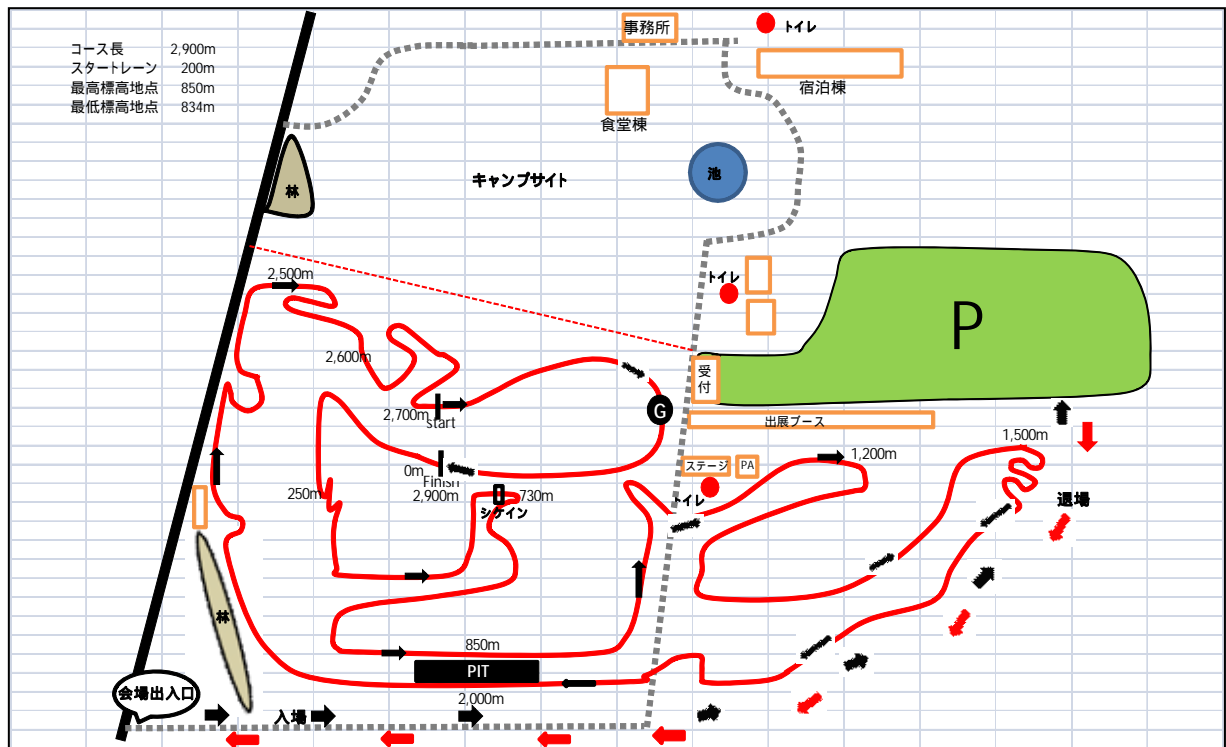 事務所
トイレ
コース長 2,900m
スタートレーン 200m
最高標高地点 850m
最低標高地点 834m
宿泊棟
食堂棟
池
キャンプサイト
林
トイレ
2,500m
P
2,600m
受付
2,700m
start
G
出展ブース
1,500m
1,200m
0m
Finish
2,900m
ステージ
PA
250m
730m
シケイン
トイレ
退場
林
850m
PIT
会場出入口
2,000m
入場